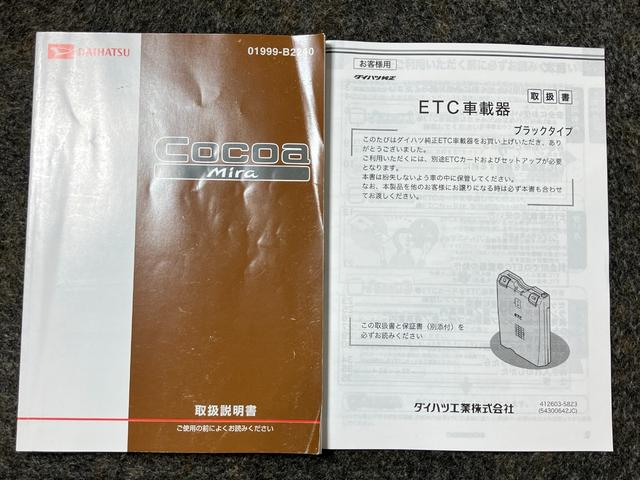 DAIHATSU
01999-B2240
Cocoa
Mira
取扱説明書
ご使用の前によくお読みください
お客様用
ダイハツ純正
取扱書
ETC車載器
ブラックタイプ
このたびはダイハツ純正ETC車載器をお買い上げいただき、あり
がとうございました。
ご利用いただくには、別途ETCカードおよびセットアップが必要
となります。
本書は紛失しないよう車の中に保管してください。
なお、本製品を他のお客様にお譲りになる時は必ず本書も合わせ
てお渡しください。
ETC
この取扱書と保証書（別添付）を
必ずお読みください
ダイハツ工業株式会社
412603-5823
(54300642JC)